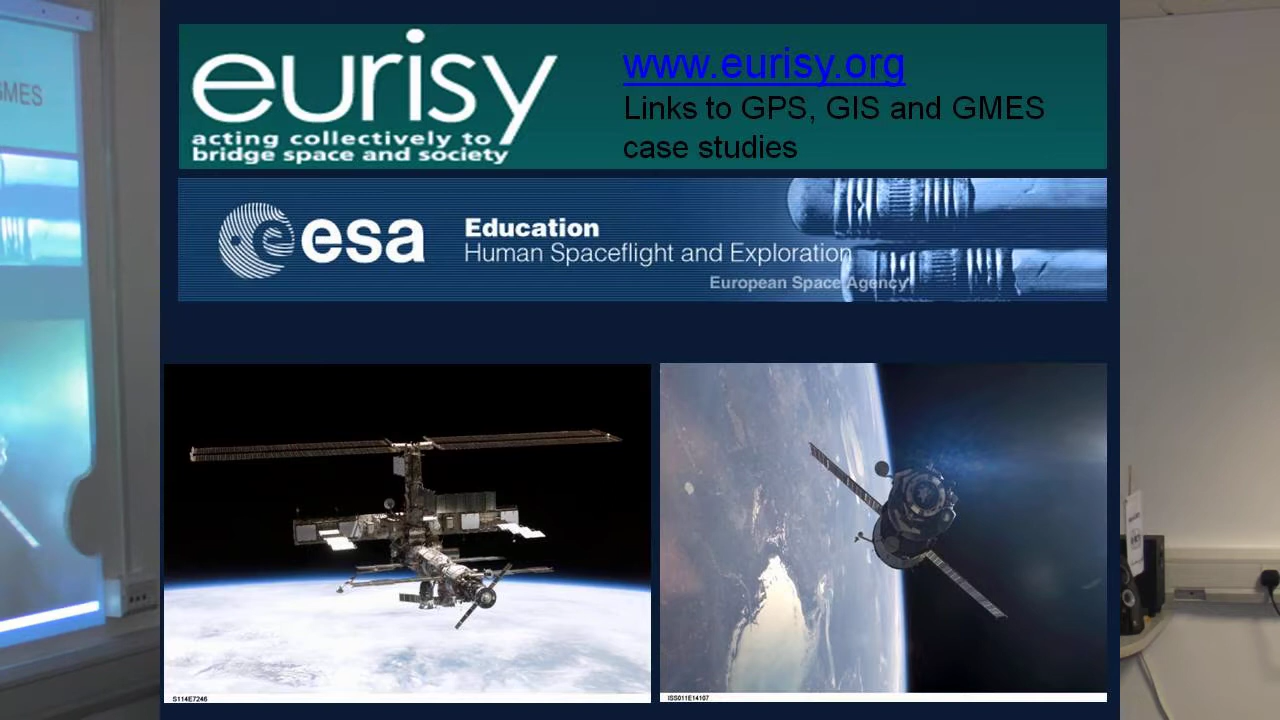 GMES
eurisy
acting collectively to
bridge space and society
www.eurisy.org
Links to GPS, GIS and GMES
case studies
esa
Education
Human Spaceflight and Exploration
European Space Agency
S114E7246
ISS011E14107